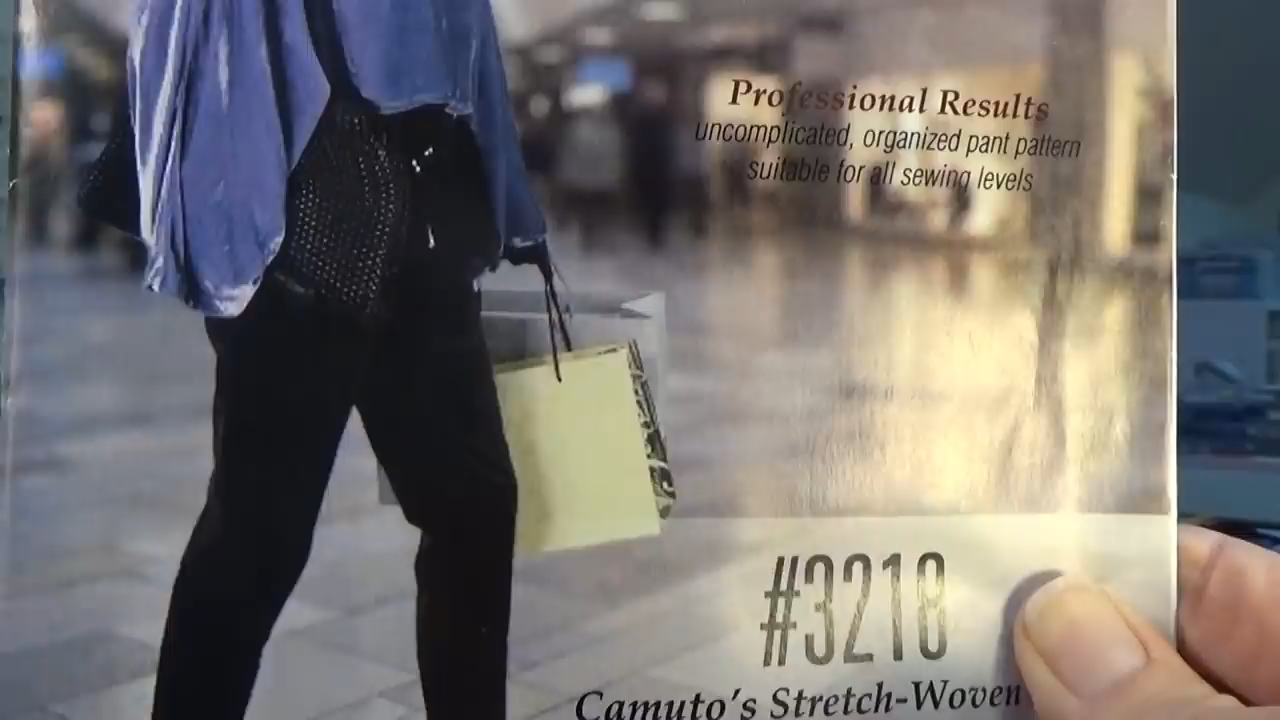 Professional Results
uncomplicated, organized pant pattern
suitable for all sewing levels
#3218
Camuto's Stretch-Woven